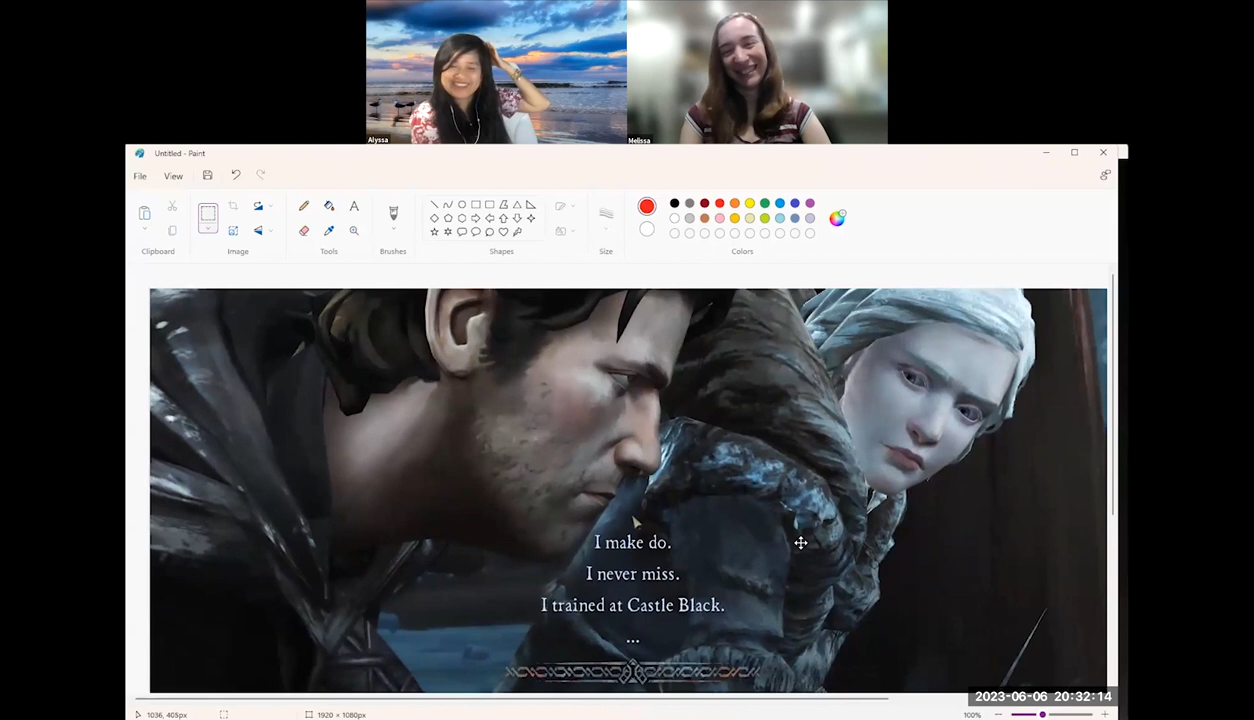 Alyssa
Melissa
Untitled - Paint
File View
Clipboard
Image
Tools
Brushes
Shapes
Size
Colors
A
I make do.
I never miss.
I trained at Castle Black.
...
2023-06-06 20:32:14
1036, 405px
1920 × 1080px
100%